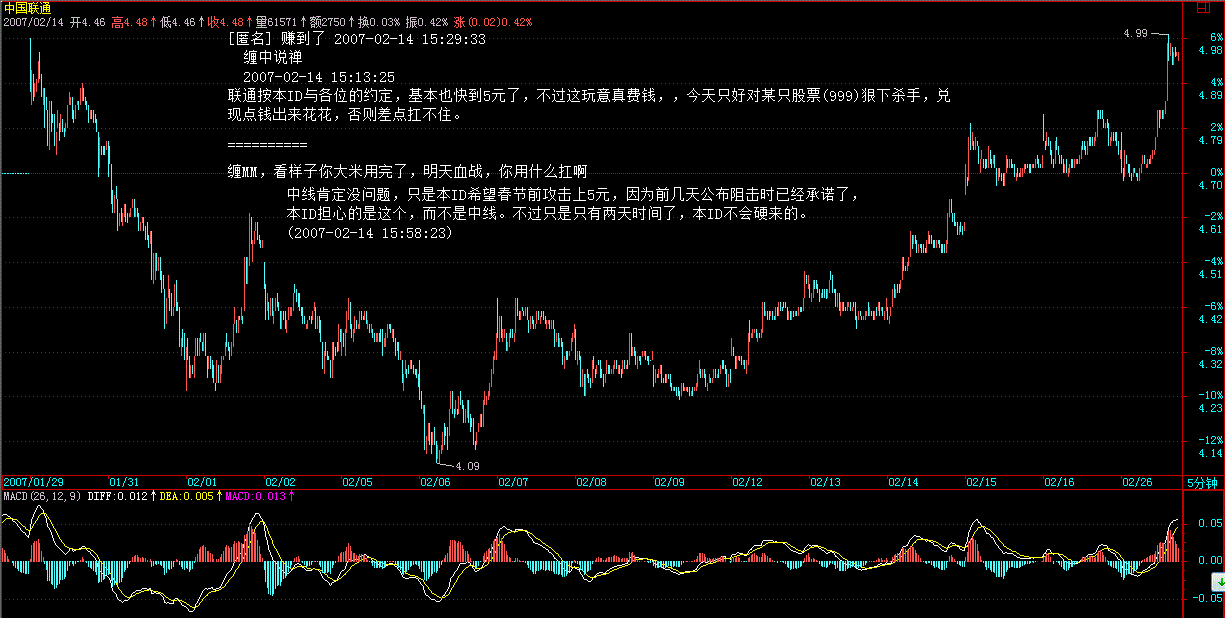 中国联通
2007/02/14 开4.46 高4.48↑低4.46↑收4.48↑量61571↑额2750↑换0.03% 振0.42% 涨(0.02)0.42%
[匿名] 赚到了 2007-02-14 15:29:33
缠中说禅
2007-02-14 15:13:25
联通按本ID与各位的约定，基本也快到5元了，不过这玩意真费钱，，今天只好对某只股票(999)狠下杀手，兑
现点钱出来花花，否则差点扛不住。
==========
缠MM，看样子你大米用完了，明天血战，你用什么扛啊
中线肯定没问题，只是本ID希望春节前攻击上5元，因为前几天公布阻击时已经承诺了，
本ID担心的是这个，而不是中线。不过只是只有两天时间了，本ID不会硬来的。
(2007-02-14 15:58:23)
4.99
4.09
6%
4.98
4%
4.89
2%
4.79
0%
4.70
-2%
4.61
-4%
4.51
-6%
4.42
-8%
4.32
-10%
4.23
-12%
4.14
2007/01/29 01/31 02/01 02/02 02/05 02/06 02/07 02/08 02/09 02/12 02/13 02/14 02/15 02/16 02/26 5分钟
MACD(26,12,9) DIFF:0.012↑DEA:0.005↑MACD:0.013↑
0.05
0.00
-0.05